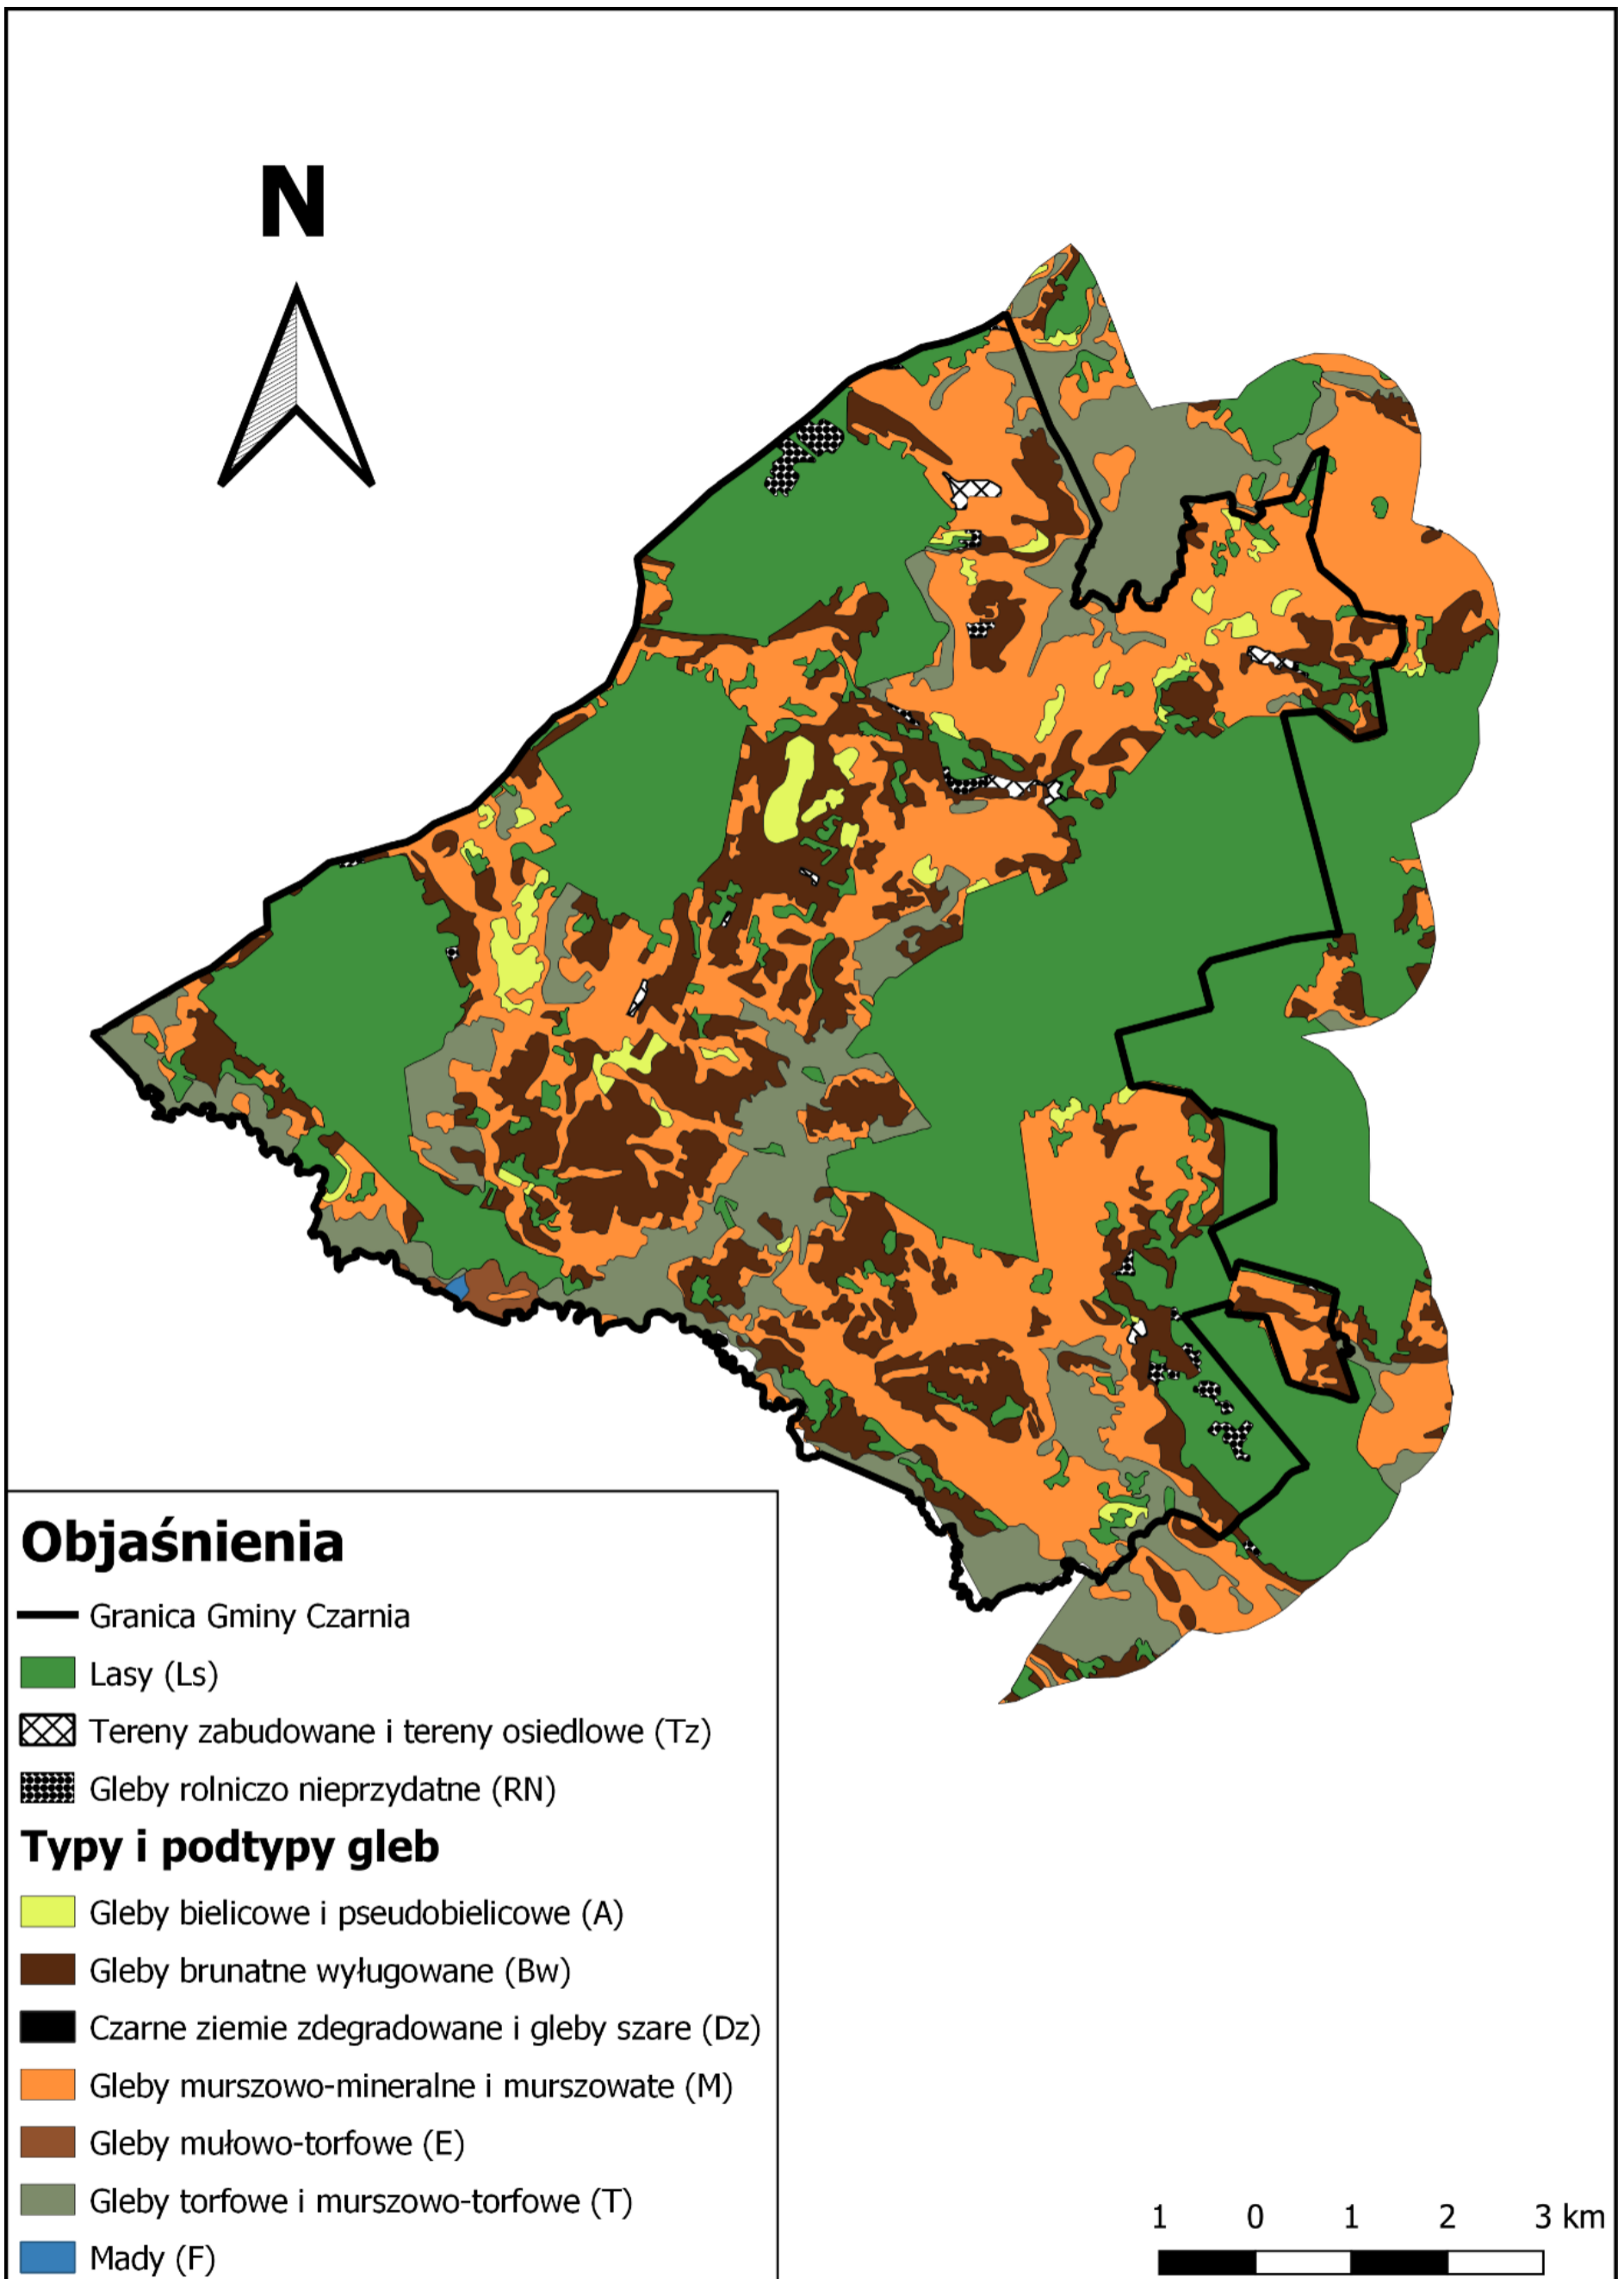 N
Objaśnienia
Granica Gminy Czarnia
Lasy (Ls)
Tereny zabudowane i tereny osiedlowe (Tz)
Gleby rolniczo nieprzydatne (RN)
Typy i podtypy gleb
Gleby bielicowe i pseudobielicowe (A)
Gleby brunatne wyługowane (Bw)
Czarne ziemie zdegradowane i gleby szare (Dz)
Gleby murszowo-mineralne i murszowate (M)
Gleby mułowo-torfowe (E)
Gleby torfowe i murszowo-torfowe (T)
Mady (F)
1 0 1 2 3 km